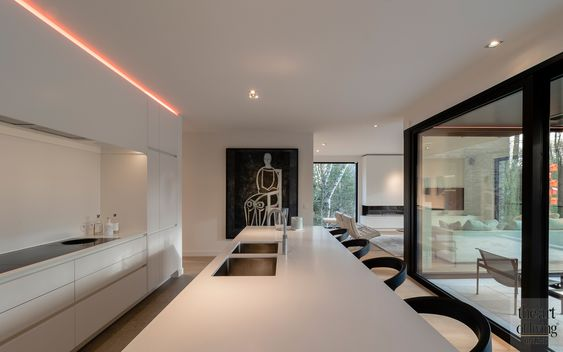 the art
of living